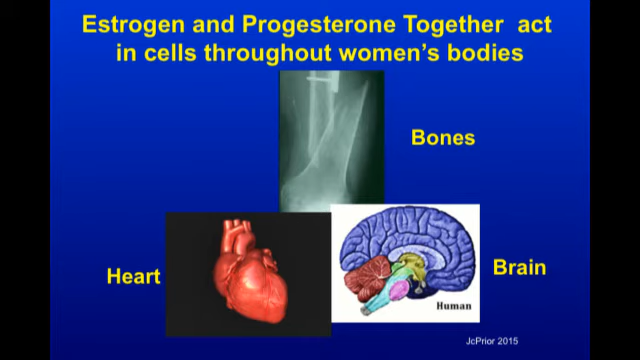 Estrogen and Progesterone Together act
in cells throughout women's bodies
Bones
Heart
Brain
Human
JcPrior 2015